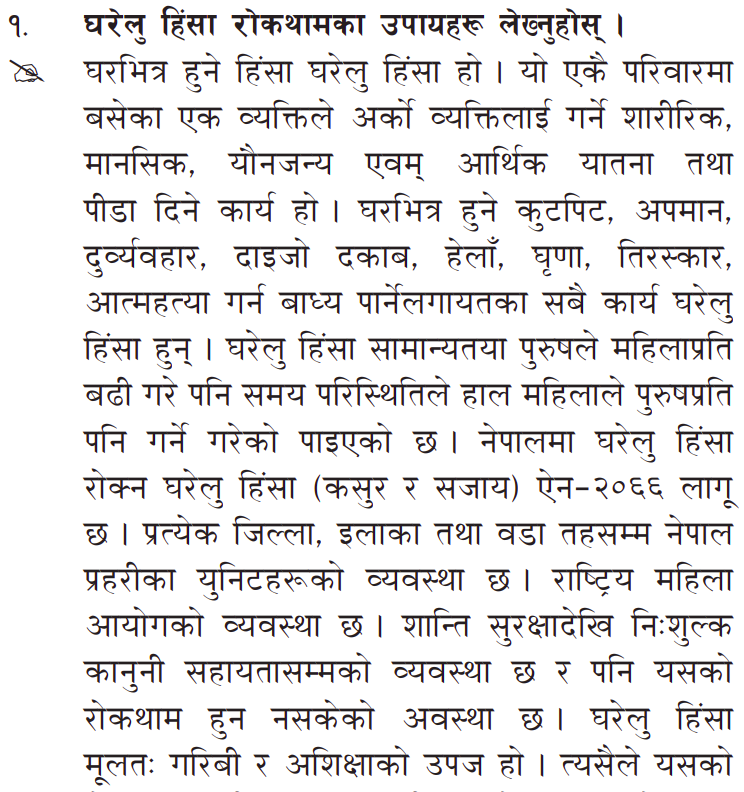 १. घरेलु हिंसा रोकथामका उपायहरू लेख्नुहोस् ।
घरभित्र हुने हिंसा घरेलु हिंसा हो । यो एकै परिवारमा
बसेका एक व्यक्तिले अर्को व्यक्तिलाई गर्ने शारीरिक,
मानसिक, यौनजन्य एवम् आर्थिक यातना तथा
पीडा दिने कार्य हो । घरभित्र हुने कुटपिट, अपमान,
दुर्व्यवहार, दाइजो दकाब, हेलाँ, घृणा, तिरस्कार,
आत्महत्या गर्न बाध्य पार्नेलगायतका सबै कार्य घरेलु
हिंसा हुन् । घरेलु हिंसा सामान्यतया पुरुषले महिलाप्रति
बढी गरे पनि समय परिस्थितिले हाल महिलाले पुरुषप्रति
पनि गर्ने गरेको पाइएको छ । नेपालमा घरेलु हिंसा
रोक्न घरेलु हिंसा (कसुर र सजाय) ऐन-२०६६ लागू
छ । प्रत्येक जिल्ला, इलाका तथा वडा तहसम्म नेपाल
प्रहरीका युनिटहरूको व्यवस्था छ । राष्ट्रिय महिला
आयोगको व्यवस्था छ । शान्ति सुरक्षादेखि निःशुल्क
कानुनी सहायतासम्मको व्यवस्था छ र पनि यसको
रोकथाम हुन नसकेको अवस्था छ । घरेलु हिंसा
मूलतः गरिबी र अशिक्षाको उपज हो । त्यसैले यसको